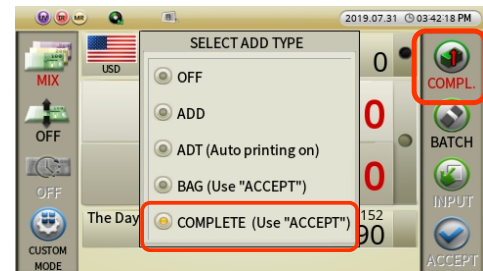 2019.07.31 03:42:18 PM
SELECT ADD TYPE
USD
0
MIX
OFF
COMPL.
ADD
0
OFF
ADT (Auto printing on)
BATCH
BAG (Use "ACCEPT")
0
OFF
INPUT
The Day
COMPLETE (Use "ACCEPT")
152
90
CUSTOM
MODE
ACCEPT